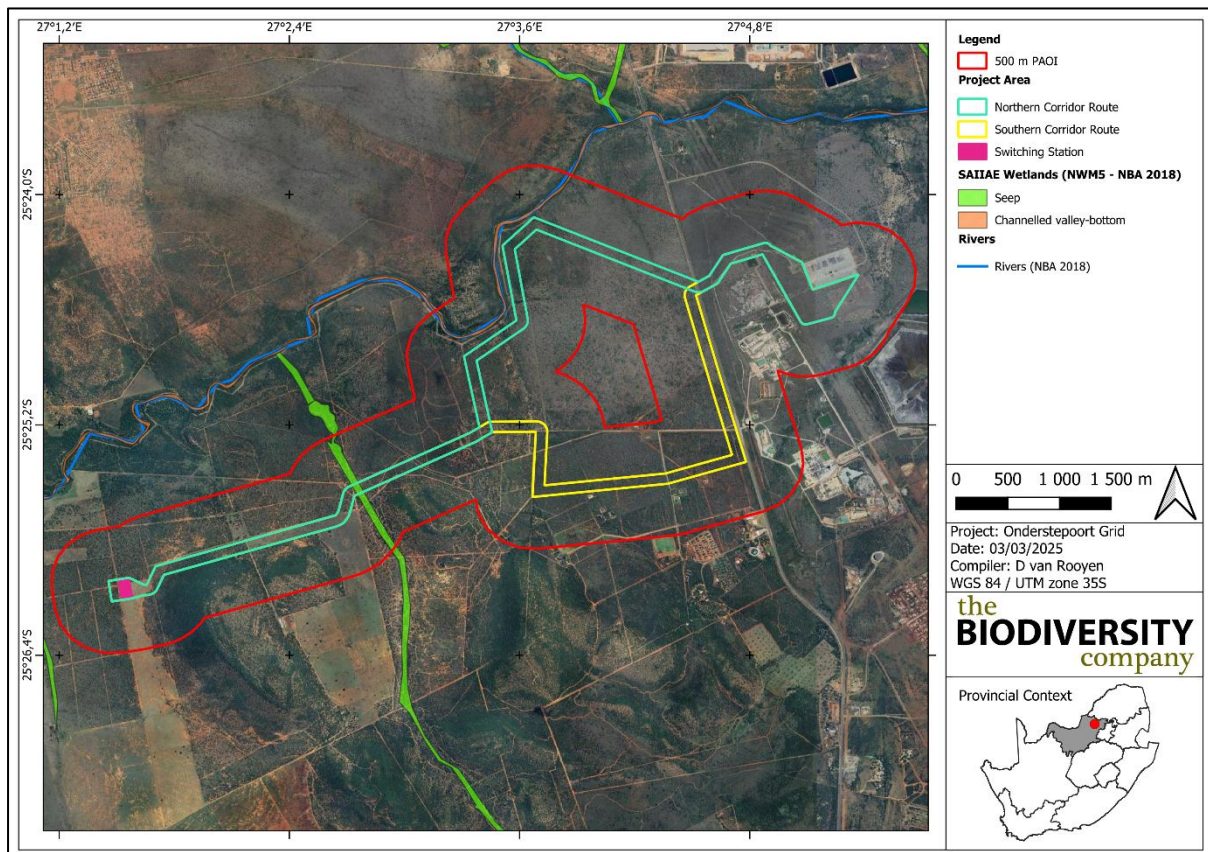 27°1,2'E
27°2,4'E
27°3,6'E
27°4,8'E
25°24,0'S
25°25,2'S
25°26,4'S
Legend
500 m PAOI
Project Area
Northern Corridor Route
Southern Corridor Route
Switching Station
SAIIAE Wetlands (NWM5 - NBA 2018)
Seep
Channelled valley-bottom
Rivers
Rivers (NBA 2018)
0 500 1 000 1 500 m
Project: Onderstepoort Grid
Date: 03/03/2025
Compiler: D van Rooyen
WGS 84 / UTM zone 35S
the
BIODIVERSITY
company
Provincial Context